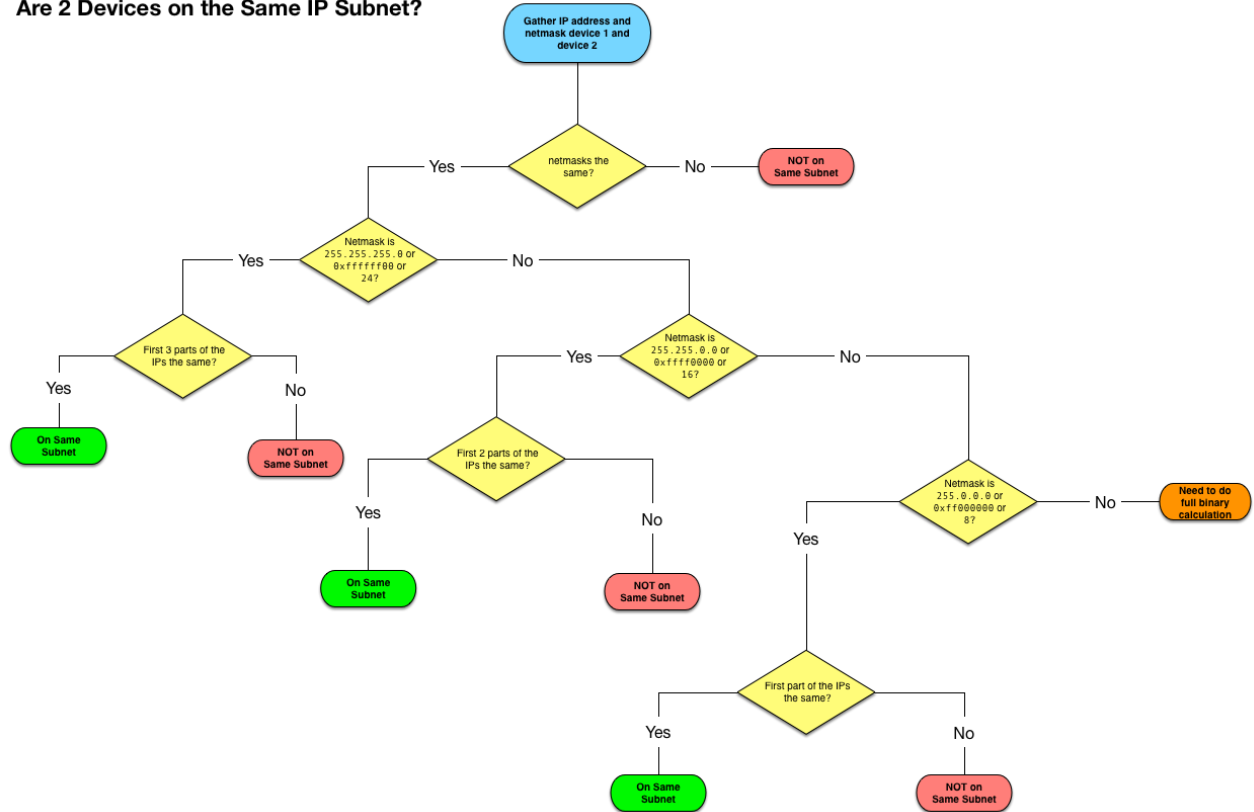 Are 2 Devices on the Same IP Subnet?
Gather IP address and
netmask device 1 and
device 2
netmasks the
same?
Yes
No
NOT on
Same Subnet
Netmask is
255.255.255.0 or
0xffffff00 or
24?
Yes
No
First 3 parts of the
IPs the same?
Yes
No
On Same
Subnet
NOT on
Same Subnet
Netmask is
255.255.0.0 or
0xffff0000 or
16?
Yes
No
First 2 parts of the
IPs the same?
Yes
No
On Same
Subnet
NOT on
Same Subnet
Netmask is
255.0.0.0 or
0xff000000 or
8?
Yes
No
Need to do
full binary
calculation
First part of the IPs
the same?
Yes
No
On Same
Subnet
NOT on
Same Subnet